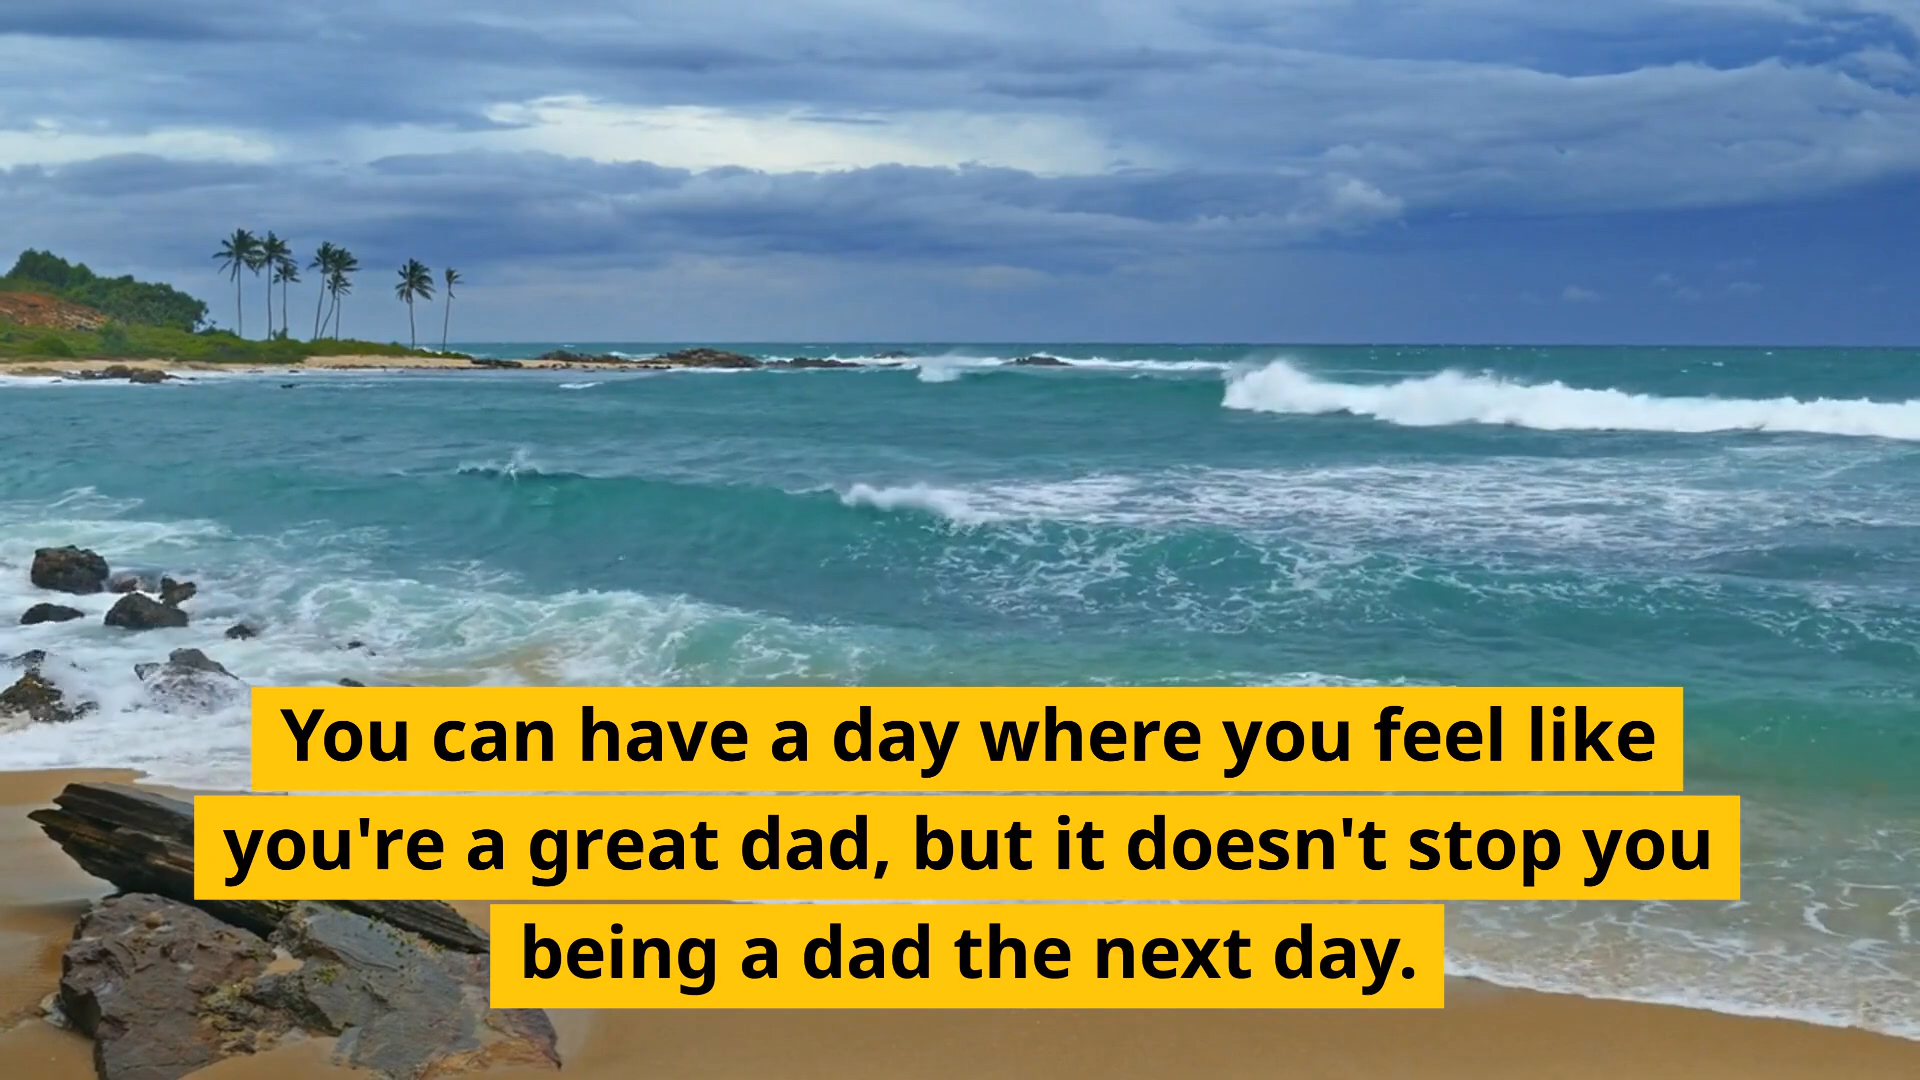 You can have a day where you feel like
you're a great dad, but it doesn't stop you
being a dad the next day.